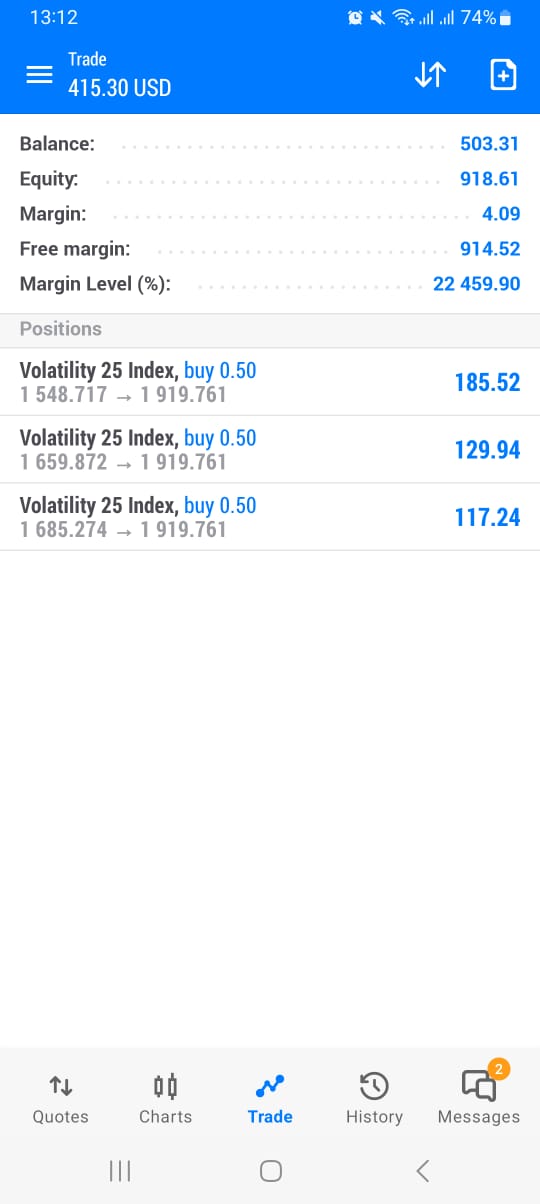 13:12 74%
Trade
415.30 USD
Balance: 503.31
Equity: 918.61
Margin: 4.09
Free margin: 914.52
Margin Level (%): 22 459.90
Positions
Volatility 25 Index, buy 0.50 185.52
1 548.717 → 1 919.761
Volatility 25 Index, buy 0.50 129.94
1 659.872 → 1 919.761
Volatility 25 Index, buy 0.50 117.24
1 685.274 → 1 919.761
2
Quotes Charts Trade History Messages